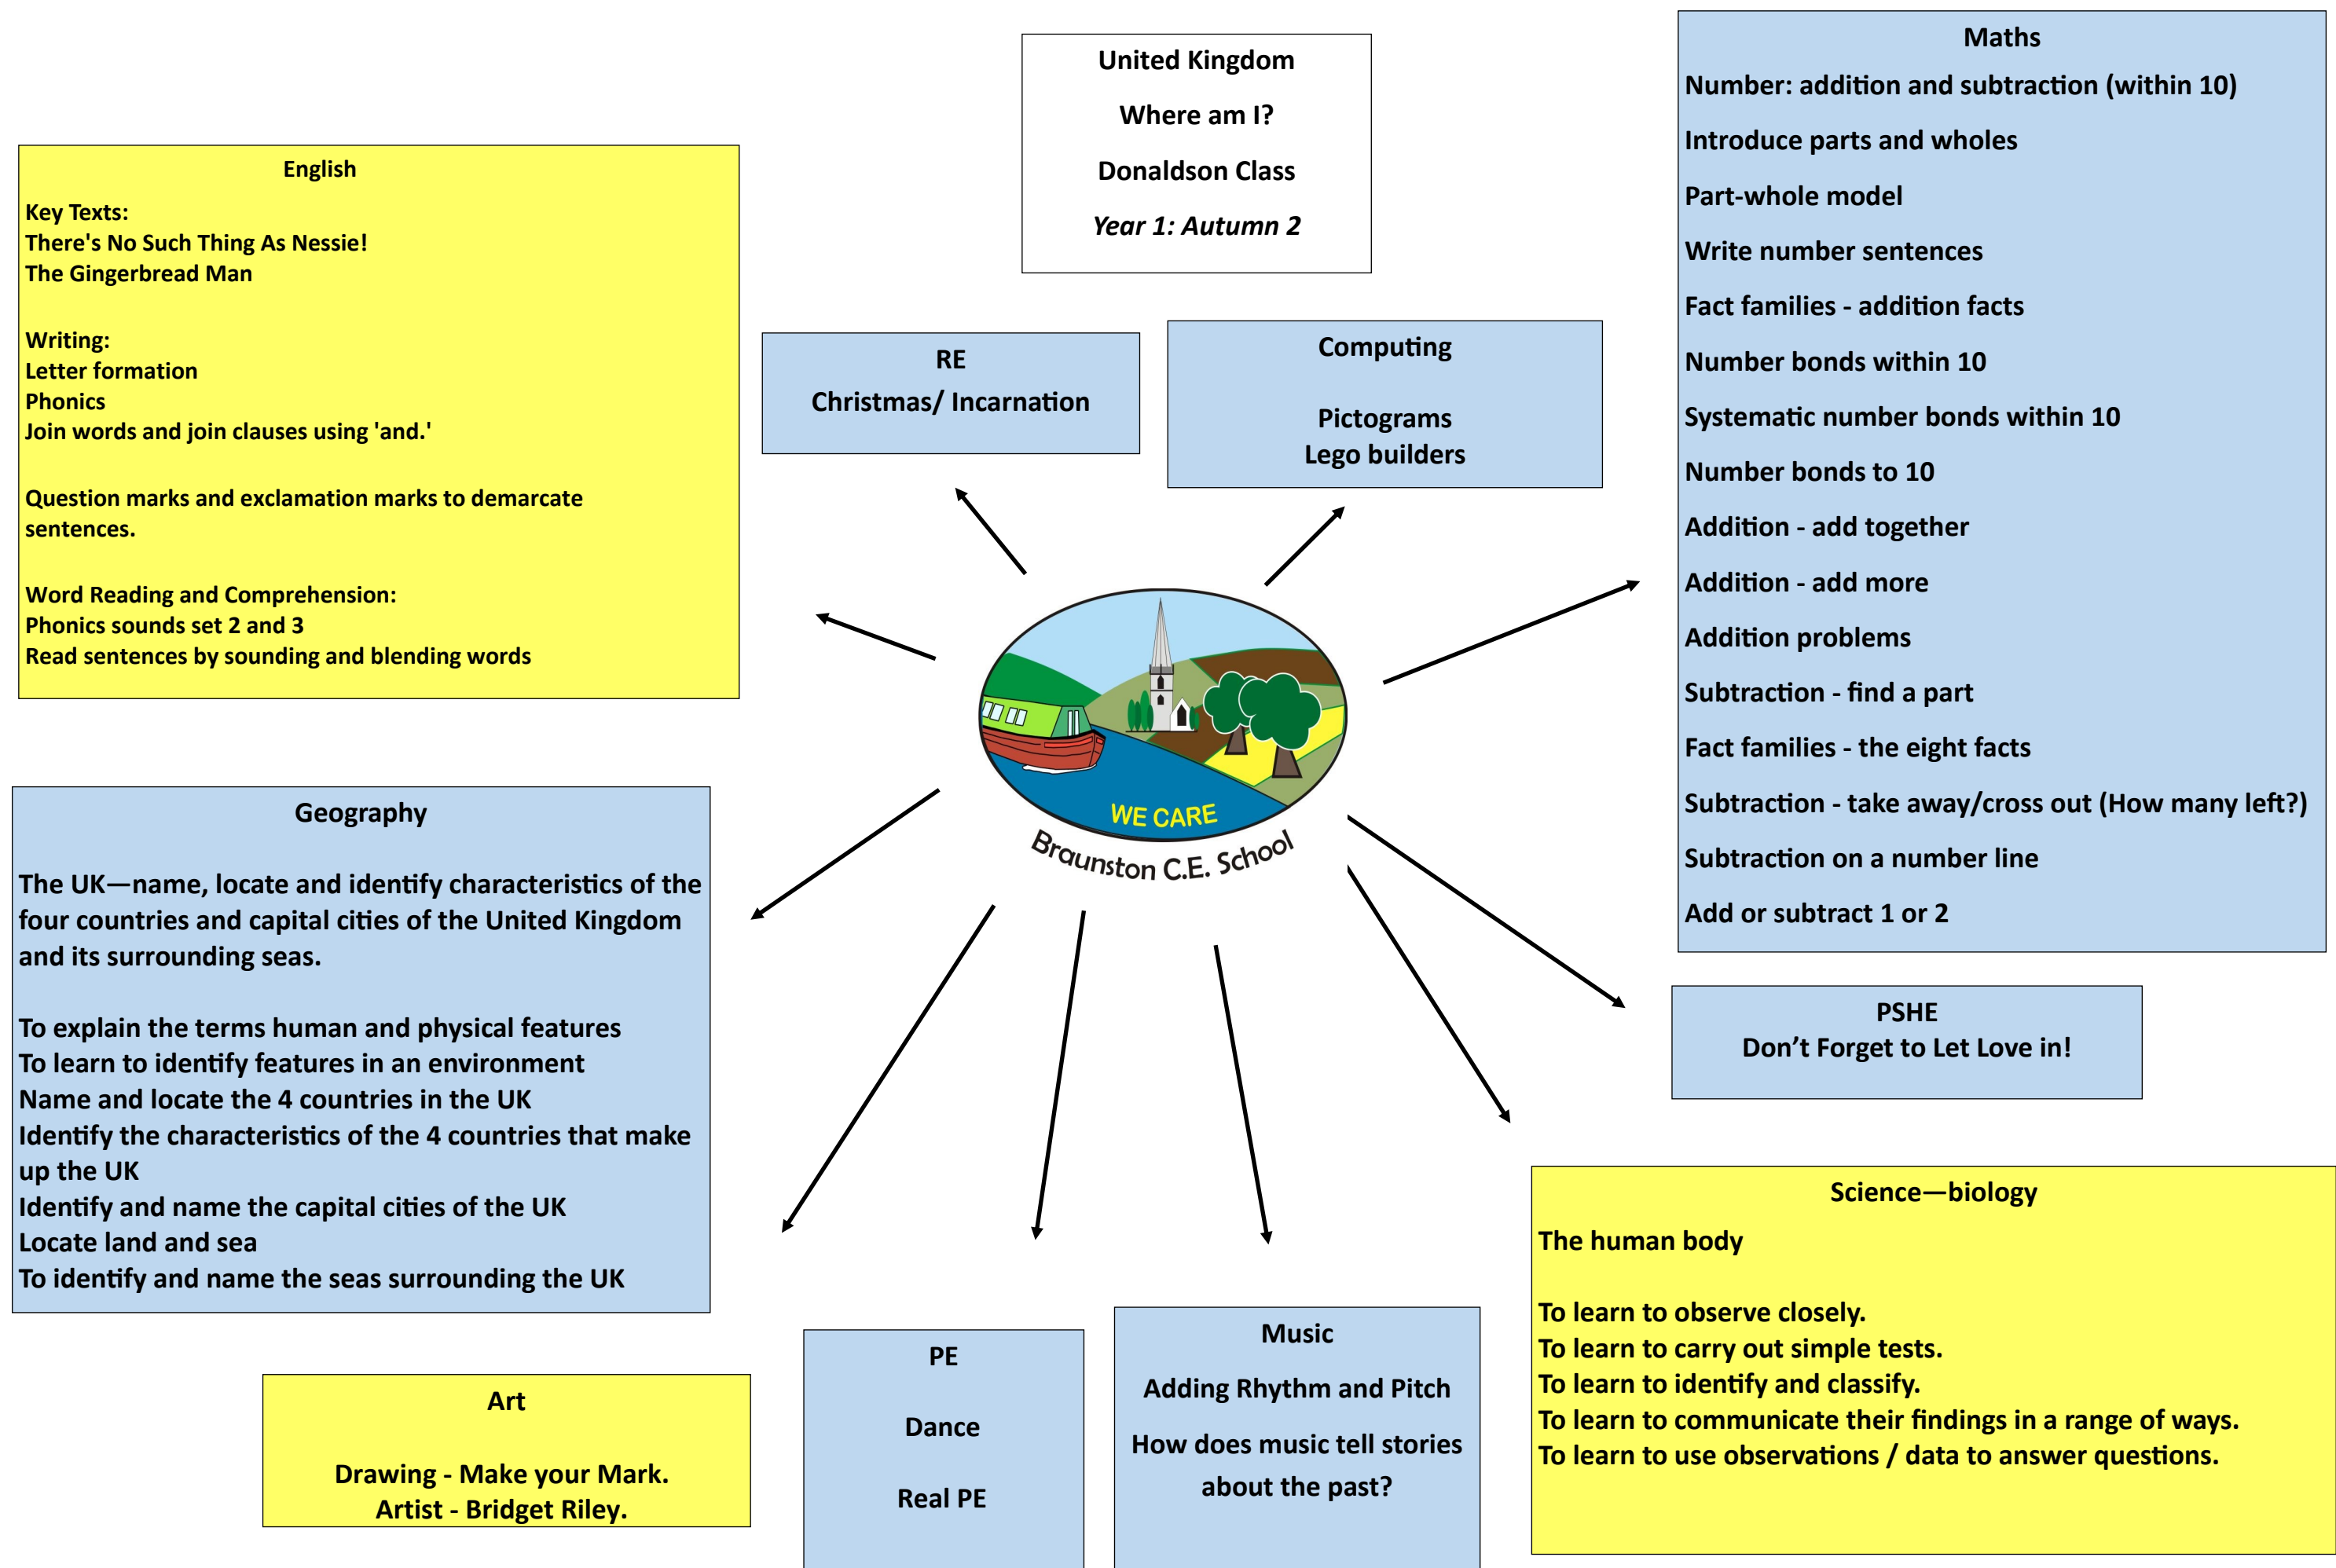 United Kingdom
Where am I?
Donaldson Class
Year 1: Autumn 2
English
Key Texts:
There's No Such Thing As Nessie!
The Gingerbread Man
Writing:
Letter formation
Phonics
Join words and join clauses using 'and.'
Question marks and exclamation marks to demarcate
sentences.
Word Reading and Comprehension:
Phonics sounds set 2 and 3
Read sentences by sounding and blending words
RE
Christmas/ Incarnation
Computing
Pictograms
Lego builders
Maths
Number: addition and subtraction (within 10)
Introduce parts and wholes
Part-whole model
Write number sentences
Fact families - addition facts
Number bonds within 10
Systematic number bonds within 10
Number bonds to 10
Addition - add together
Addition - add more
Addition problems
Subtraction - find a part
Fact families - the eight facts
Subtraction - take away/cross out (How many left?)
Subtraction on a number line
Add or subtract 1 or 2
WE CARE
Braunston C.E. School
Geography
The UK—name, locate and identify characteristics of the
four countries and capital cities of the United Kingdom
and its surrounding seas.
To explain the terms human and physical features
To learn to identify features in an environment
Name and locate the 4 countries in the UK
Identify the characteristics of the 4 countries that make
up the UK
Identify and name the capital cities of the UK
Locate land and sea
To identify and name the seas surrounding the UK
PSHE
Don’t Forget to Let Love in!
Science—biology
The human body
To learn to observe closely.
To learn to carry out simple tests.
To learn to identify and classify.
To learn to communicate their findings in a range of ways.
To learn to use observations / data to answer questions.
Art
Drawing - Make your Mark.
Artist - Bridget Riley.
PE
Dance
Real PE
Music
Adding Rhythm and Pitch
How does music tell stories
about the past?